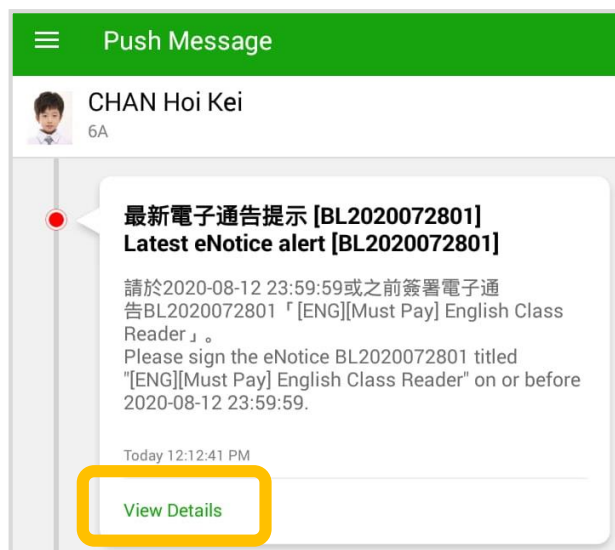 Push Message
CHAN Hoi Kei
6A
最新電子通告提示 [BL2020072801]
Latest eNotice alert [BL2020072801]
請於2020-08-12 23:59:59或之前簽署電子通
告BL2020072801「[ENG][Must Pay] English Class
Reader」。
Please sign the eNotice BL2020072801 titled
"[ENG][Must Pay] English Class Reader" on or before
2020-08-12 23:59:59.
Today 12:12:41 PM
View Details